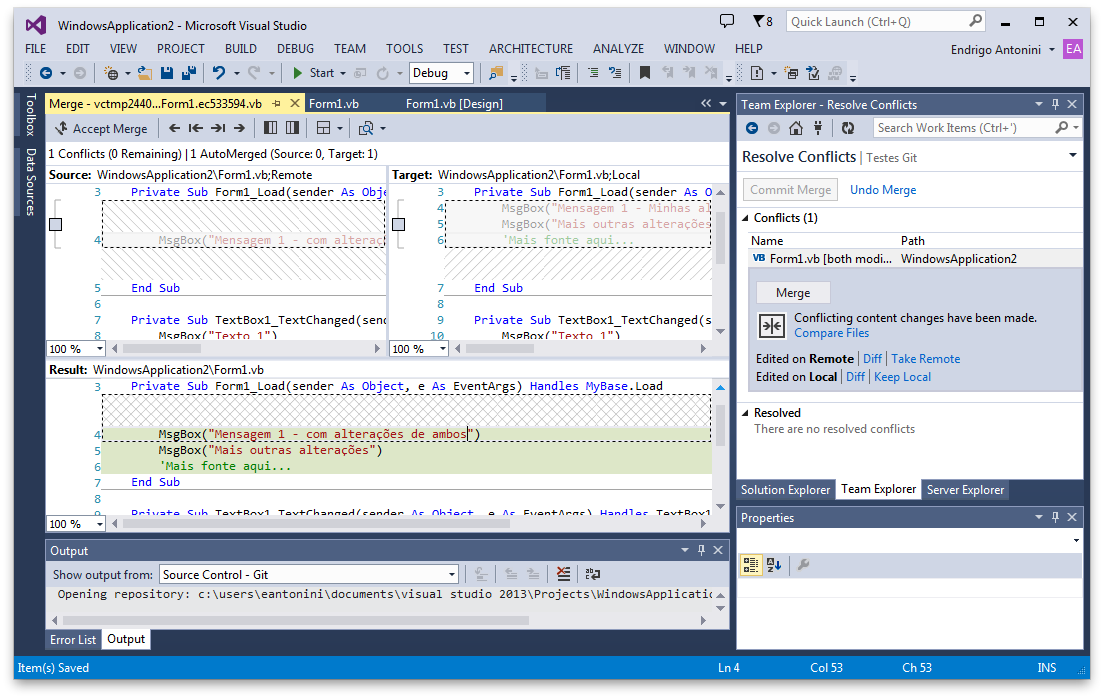 WindowsApplication2 - Microsoft Visual Studio
8
Quick Launch (Ctrl+Q)
FILE EDIT VIEW PROJECT BUILD DEBUG TEAM TOOLS TEST ARCHITECTURE ANALYZE WINDOW HELP
Endrigo Antonini
EA
Start
Debug
Toolbox
Data Sources
Merge - vctmp2440...Form1.ec533594.vb
Form1.vb
Form1.vb [Design]
Accept Merge
1 Conflicts (0 Remaining) | 1 AutoMerged (Source: 0, Target: 1)
Source: WindowsApplication2\Form1.vb;Remote
3 Private Sub Form1_Load(sender As Obje
4 MsgBox("Mensagem 1 - com alteraç
5 End Sub
6
7 Private Sub TextBox1_TextChanged(send
8 MsgBox("Texto 1")
100 %
Target: WindowsApplication2\Form1.vb;Local
3 Private Sub Form1_Load(sender As O
4 MsgBox("Mensagem 1 - Minhas al
5 MsgBox("Mais outras alterações
6 'Mais fonte aqui...
7 End Sub
8
9 Private Sub TextBox1_TextChanged(s
10 MsgBox("Texto 1")
100 %
Result: WindowsApplication2\Form1.vb
3 Private Sub Form1_Load(sender As Object, e As EventArgs) Handles MyBase.Load
4 MsgBox("Mensagem 1 - com alterações de ambos")
5 MsgBox("Mais outras alterações")
6 'Mais fonte aqui...
7 End Sub
8
9 Private Sub TextBox1_TextChanged(sender As Object, e As EventArgs) Handles TextBox1
100 %
Output
Show output from: Source Control - Git
Opening repository: c:\users\eantonini\documents\visual studio 2013\Projects\WindowsApplicatio
Error List
Output
Team Explorer - Resolve Conflicts
Search Work Items (Ctrl+')
Resolve Conflicts | Testes Git
Commit Merge
Undo Merge
Conflicts (1)
Name Path
VB Form1.vb [both modi... WindowsApplication2
Merge
Conflicting content changes have been made.
Compare Files
Edited on Remote | Diff | Take Remote
Edited on Local | Diff | Keep Local
Resolved
There are no resolved conflicts
Solution Explorer
Team Explorer
Server Explorer
Properties
Item(s) Saved
Ln 4
Col 53
Ch 53
INS